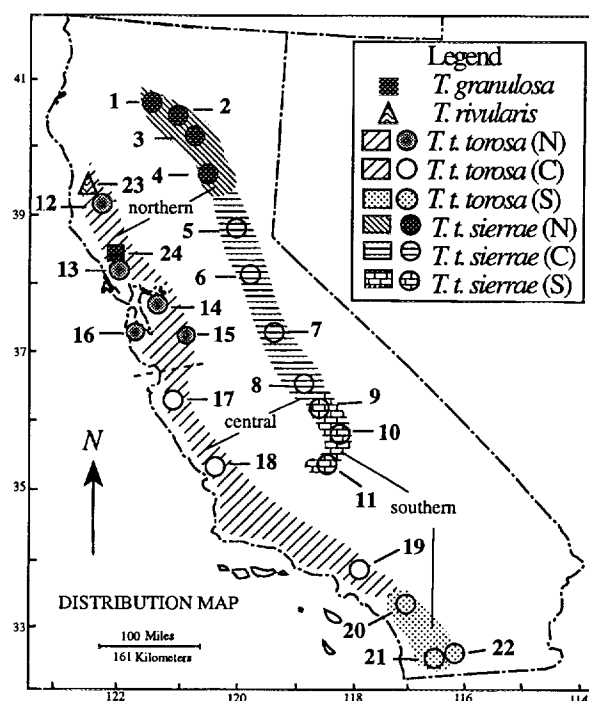 Legend
T. granulosa
T. rivularis
T. t. torosa (N)
T. t. torosa (C)
T. t. torosa (S)
T. t. sierrae (N)
T. t. sierrae (C)
T. t. sierrae (S)
41
39
37
35
33
1
2
3
4
23
12
northern
5
24
13
6
14
16
15
7
17
8
9
central
10
N
18
11
southern
19
DISTRIBUTION MAP
20
100 Miles
161 Kilometers
21
22
122
120
118
116
114